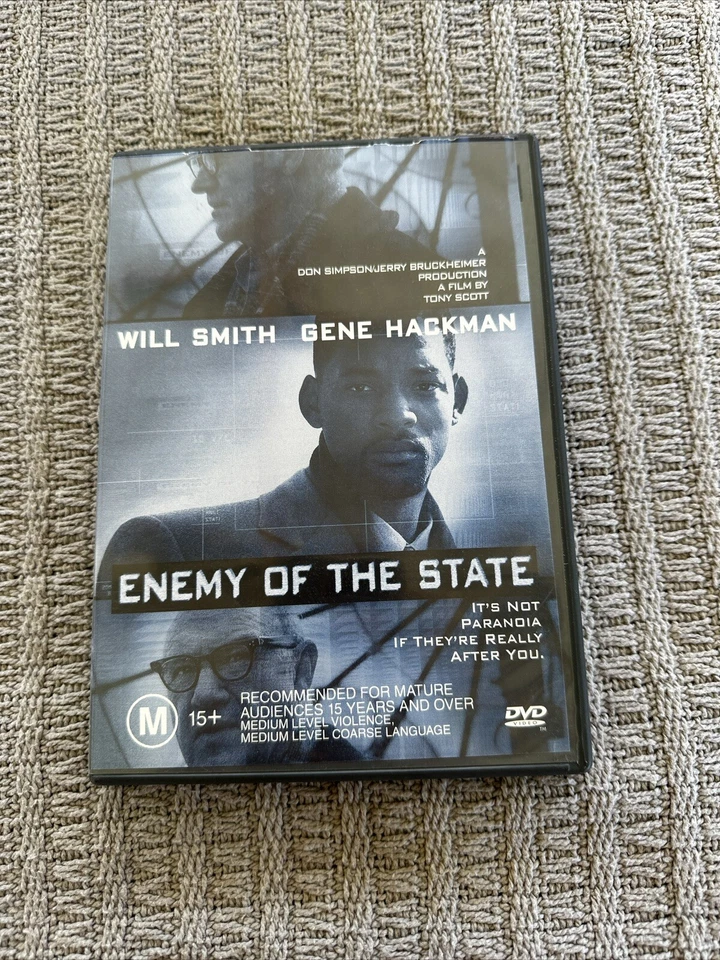 A
DON SIMPSON/JERRY BRUCKHEIMER
PRODUCTION
A FILM BY
TONY SCOTT
WILL SMITH GENE HACKMAN
ENEMY OF THE STATE
IT'S NOT
PARANOIA
IF THEY'RE REALLY
AFTER YOU.
M 15+
RECOMMENDED FOR MATURE
AUDIENCES 15 YEARS AND OVER
MEDIUM LEVEL VIOLENCE,
MEDIUM LEVEL COARSE LANGUAGE
DVD
VIDEO
TM